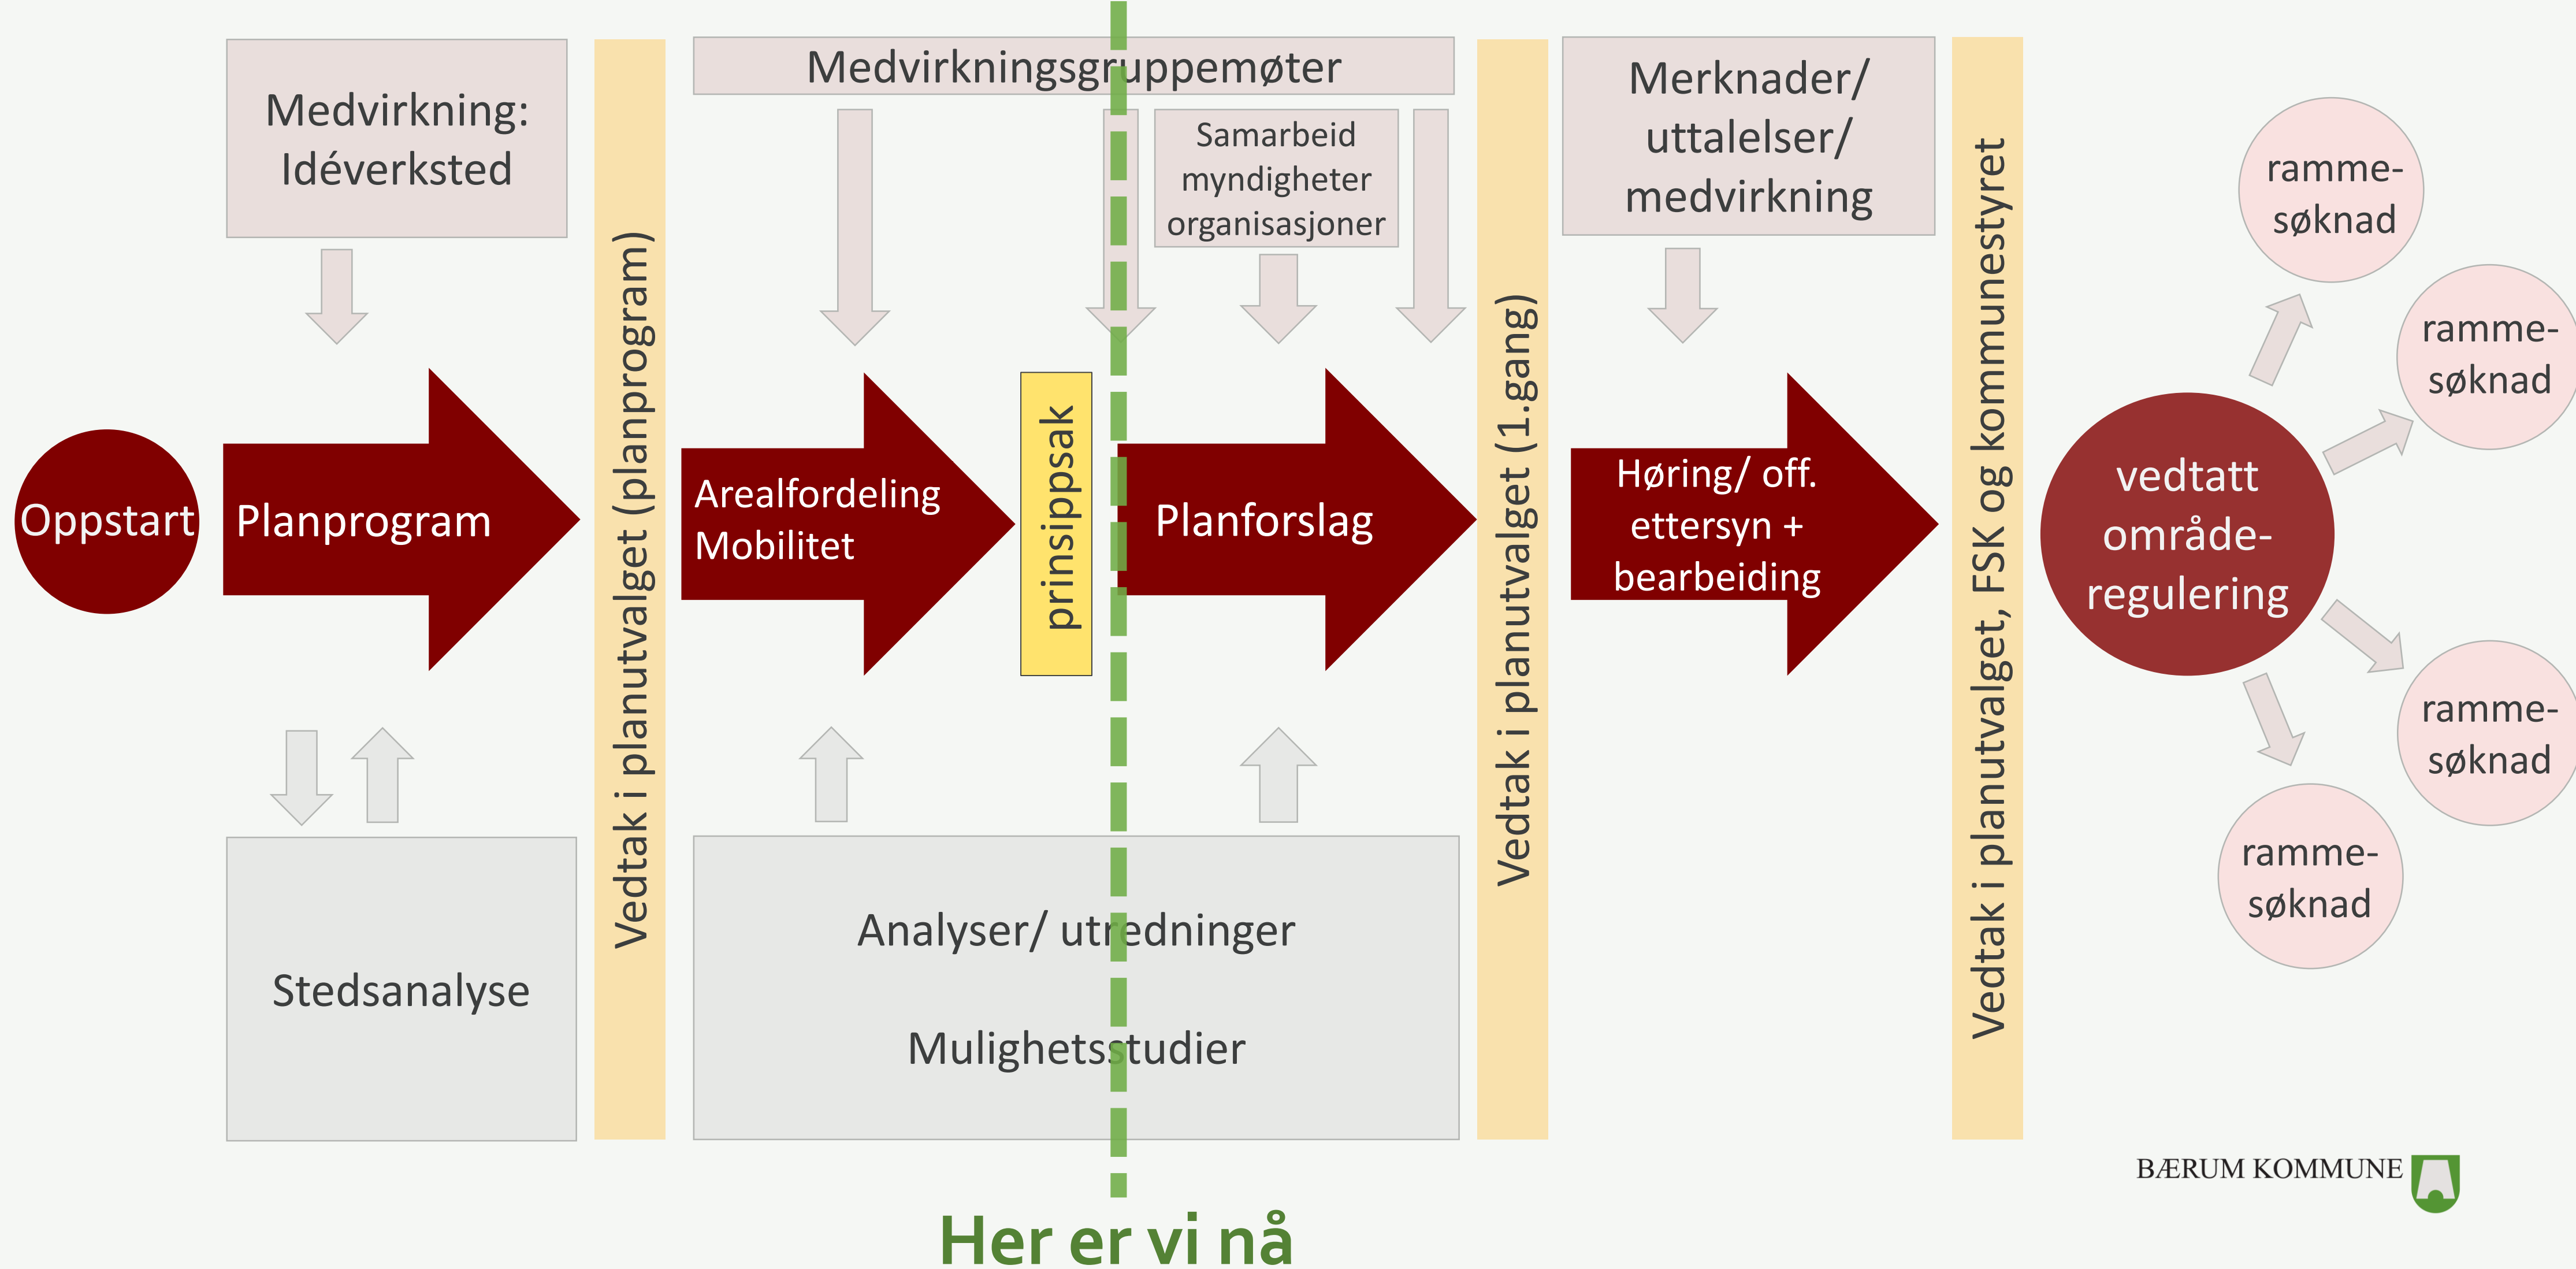 Oppstart
Medvirkning:
Idéverksted
Planprogram
Stedsanalyse
Vedtak i planutvalget (planprogram)
Medvirkningsgruppemøter
Samarbeid
myndigheter
organisasjoner
Arealfordeling
Mobilitet
prinsippsak
Planforslag
Analyser/ utredninger
Mulighetsstudier
Vedtak i planutvalget (1.gang)
Merknader/
uttalelser/
medvirkning
Høring/ off.
ettersyn +
bearbeiding
Vedtak i planutvalget, FSK og kommunestyret
vedtatt
område-
regulering
ramme-
søknad
ramme-
søknad
ramme-
søknad
ramme-
søknad
BÆRUM KOMMUNE
Her er vi nå